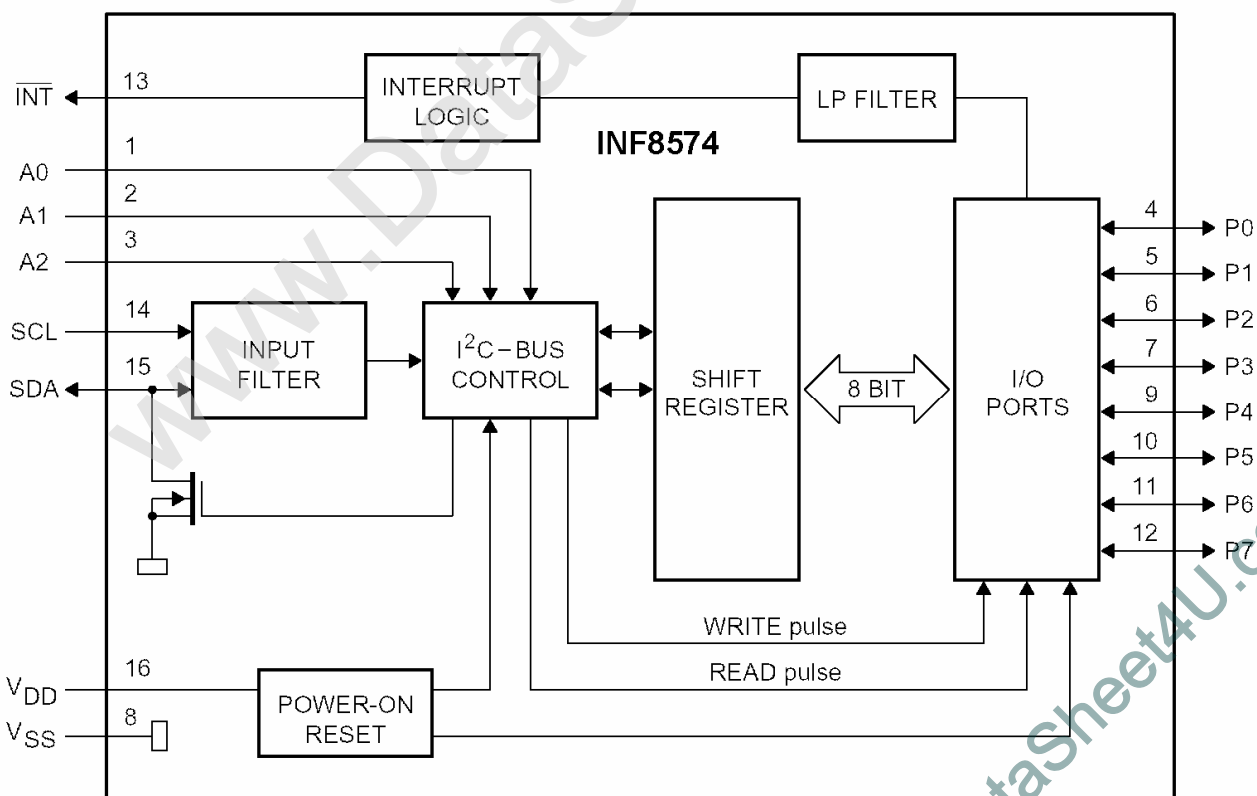 INF8574
13
INT
INTERRUPT
LOGIC
LP FILTER
1
A0
2
A1
3
A2
14
SCL
15
SDA
INPUT
FILTER
I²C–BUS
CONTROL
SHIFT
REGISTER
8 BIT
I/O
PORTS
4
P0
5
P1
6
P2
7
P3
9
P4
10
P5
11
P6
12
P7
WRITE pulse
READ pulse
16
VDD
8
VSS
POWER-ON
RESET
www.DataS
taSheet4U.c